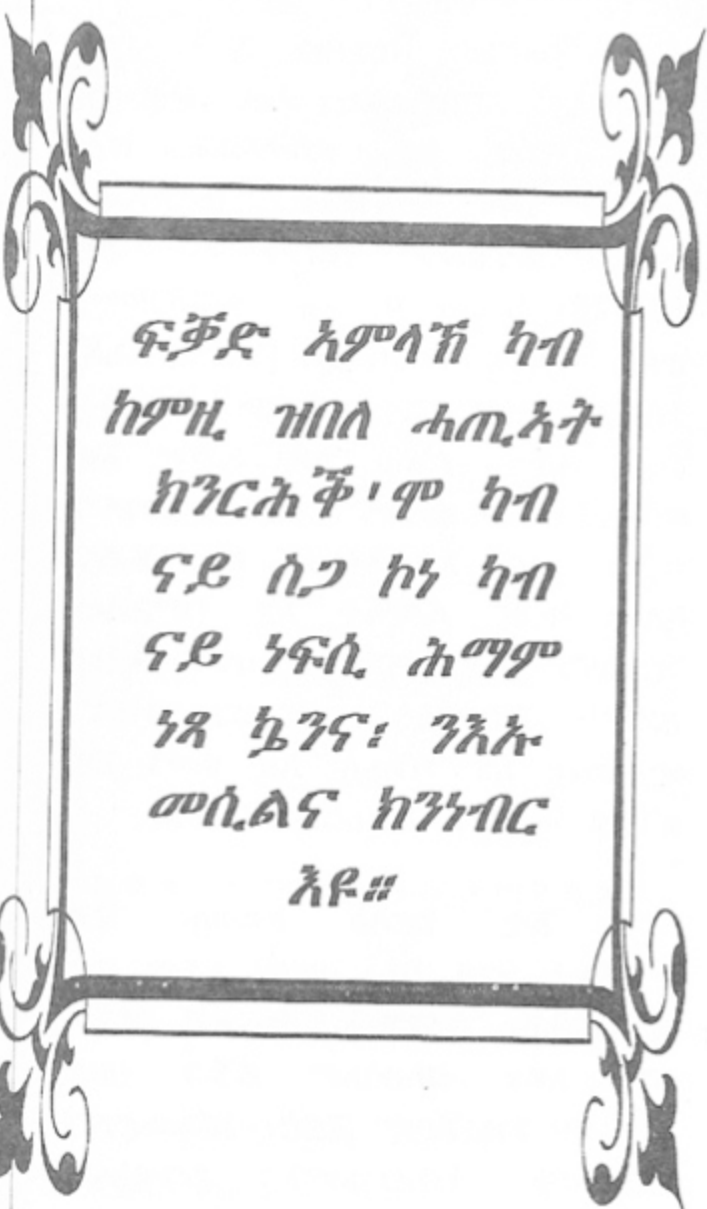 ፍቓድ ኣምላኽ ካብ
ከምዚ ዝበለ ሓጢኣት
ክንርሕቕ'ሞ ካብ
ናይ ስጋ ኮነ ካብ
ናይ ነፍሲ ሕማም
ነጻ ኴንና፥ ንእኡ
መሲልና ክንነብር
እዩ።